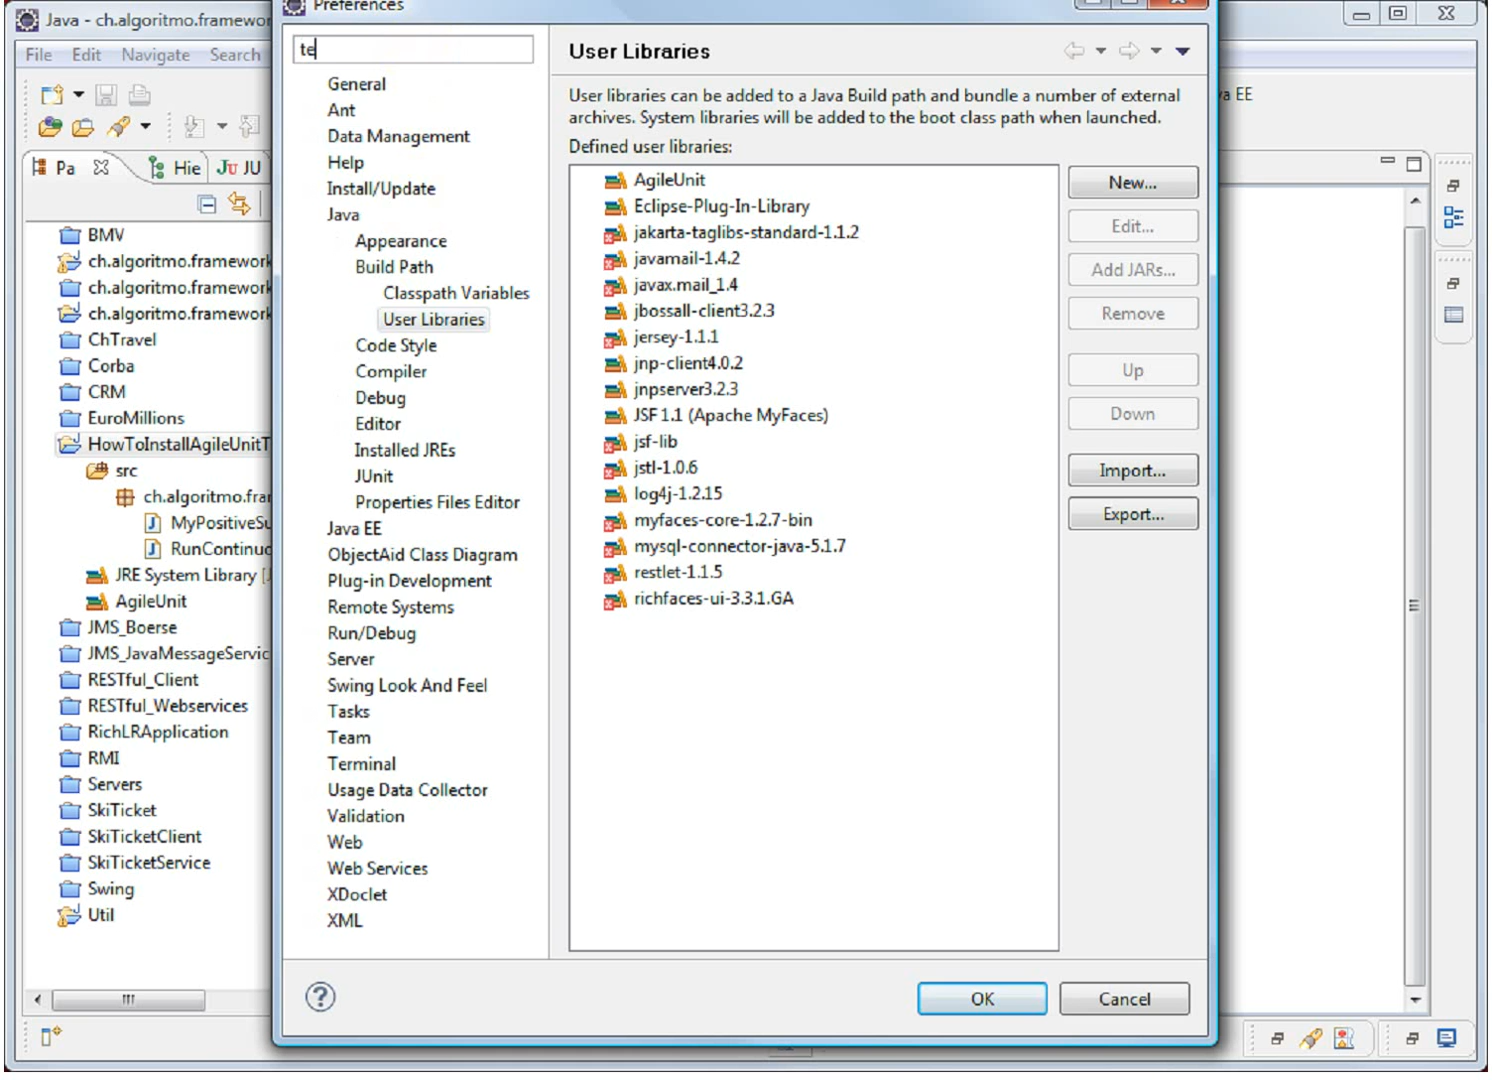 Java - ch.algoritmo.framewor
Preferences
File Edit Navigate Search
te
User Libraries
User libraries can be added to a Java Build path and bundle a number of external
archives. System libraries will be added to the boot class path when launched.
Defined user libraries:
va EE
Pa
Hie
JU
General
Ant
Data Management
Help
Install/Update
Java
Appearance
Build Path
Classpath Variables
User Libraries
Code Style
Compiler
Debug
Editor
Installed JREs
JUnit
Properties Files Editor
Java EE
ObjectAid Class Diagram
Plug-in Development
Remote Systems
Run/Debug
Server
Swing Look And Feel
Tasks
Team
Terminal
Usage Data Collector
Validation
Web
Web Services
XDoclet
XML
AgileUnit
Eclipse-Plug-In-Library
jakarta-taglibs-standard-1.1.2
javamail-1.4.2
javax.mail_1.4
jbossall-client3.2.3
jersey-1.1.1
jnp-client4.0.2
jnpserver3.2.3
JSF 1.1 (Apache MyFaces)
jsf-lib
jstl-1.0.6
log4j-1.2.15
myfaces-core-1.2.7-bin
mysql-connector-java-5.1.7
restlet-1.1.5
richfaces-ui-3.3.1.GA
New...
Edit...
Add JARs...
Remove
Up
Down
Import...
Export...
BMV
ch.algoritmo.framework
ch.algoritmo.framework
ch.algoritmo.framework
ChTravel
Corba
CRM
EuroMillions
HowToInstallAgileUnitT
src
ch.algoritmo.fra
MyPositiveSu
RunContinuo
JRE System Library [J
AgileUnit
JMS_Boerse
JMS_JavaMessageServic
RESTful_Client
RESTful_Webservices
RichLRApplication
RMI
Servers
SkiTicket
SkiTicketClient
SkiTicketService
Swing
Util
OK
Cancel